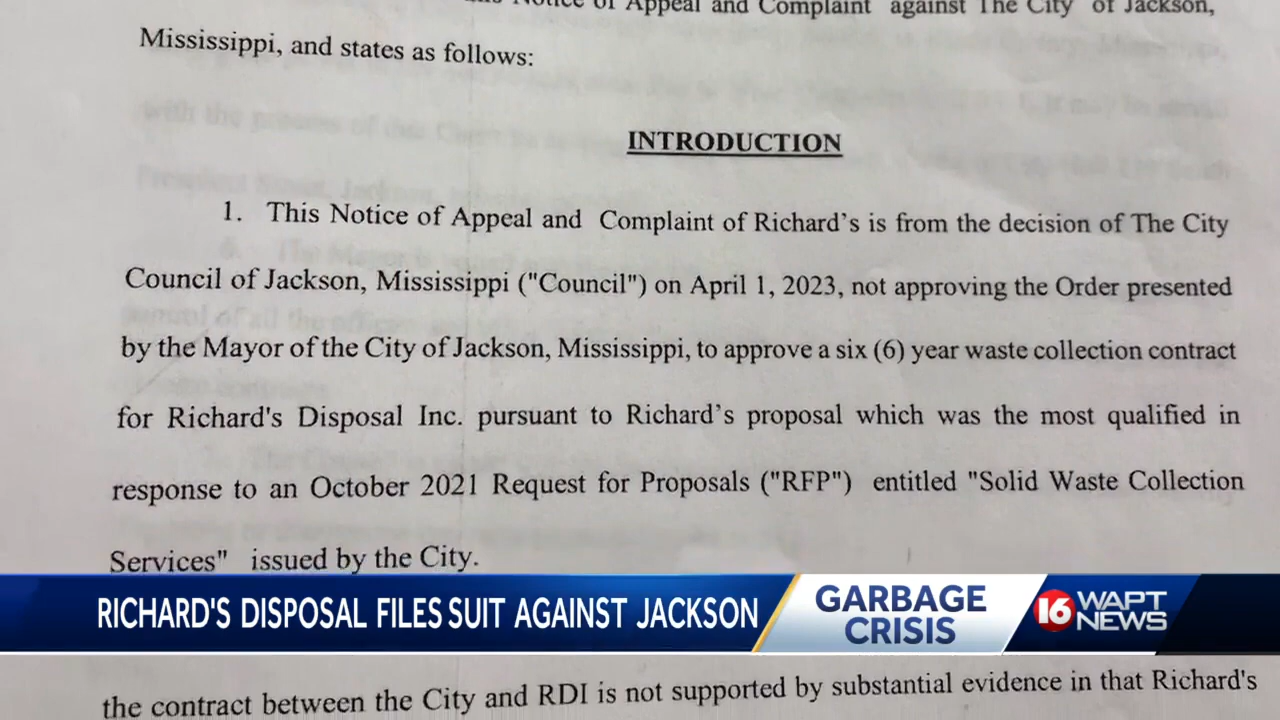 Notice of Appeal and Complaint against The City of Jackson,
Mississippi, and states as follows:
INTRODUCTION
1. This Notice of Appeal and Complaint of Richard's is from the decision of The City
Council of Jackson, Mississippi ("Council") on April 1, 2023, not approving the Order presented
by the Mayor of the City of Jackson, Mississippi, to approve a six (6) year waste collection contract
for Richard's Disposal Inc. pursuant to Richard's proposal which was the most qualified in
response to an October 2021 Request for Proposals ("RFP") entitled "Solid Waste Collection
Services" issued by the City.
RICHARD'S DISPOSAL FILES SUIT AGAINST JACKSON
GARBAGE
CRISIS
16 WAPT
NEWS
the contract between the City and RDI is not supported by substantial evidence in that Richard's